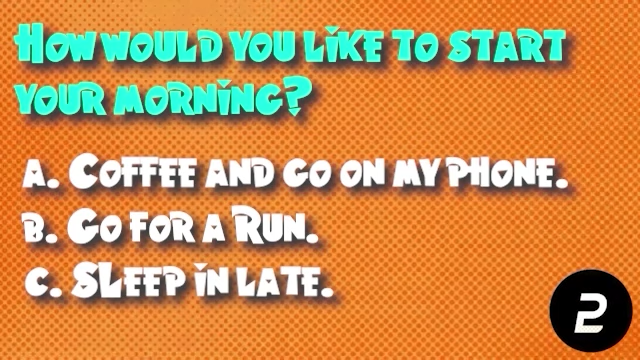 How would you like to start
your morning?
A. Coffee and go on my phone.
B. Go for a Run.
C. Sleep in late.
2